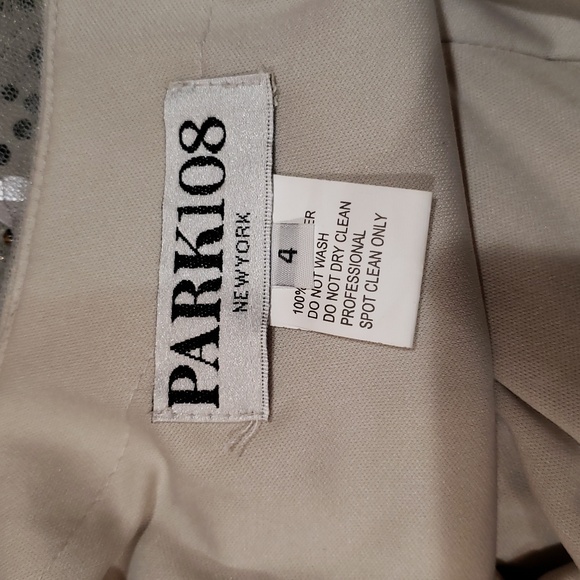 PARK108
NEW YORK
4
100%
DO NOT WASH
DO NOT DRY CLEAN
PROFESSIONAL
SPOT CLEAN ONLY